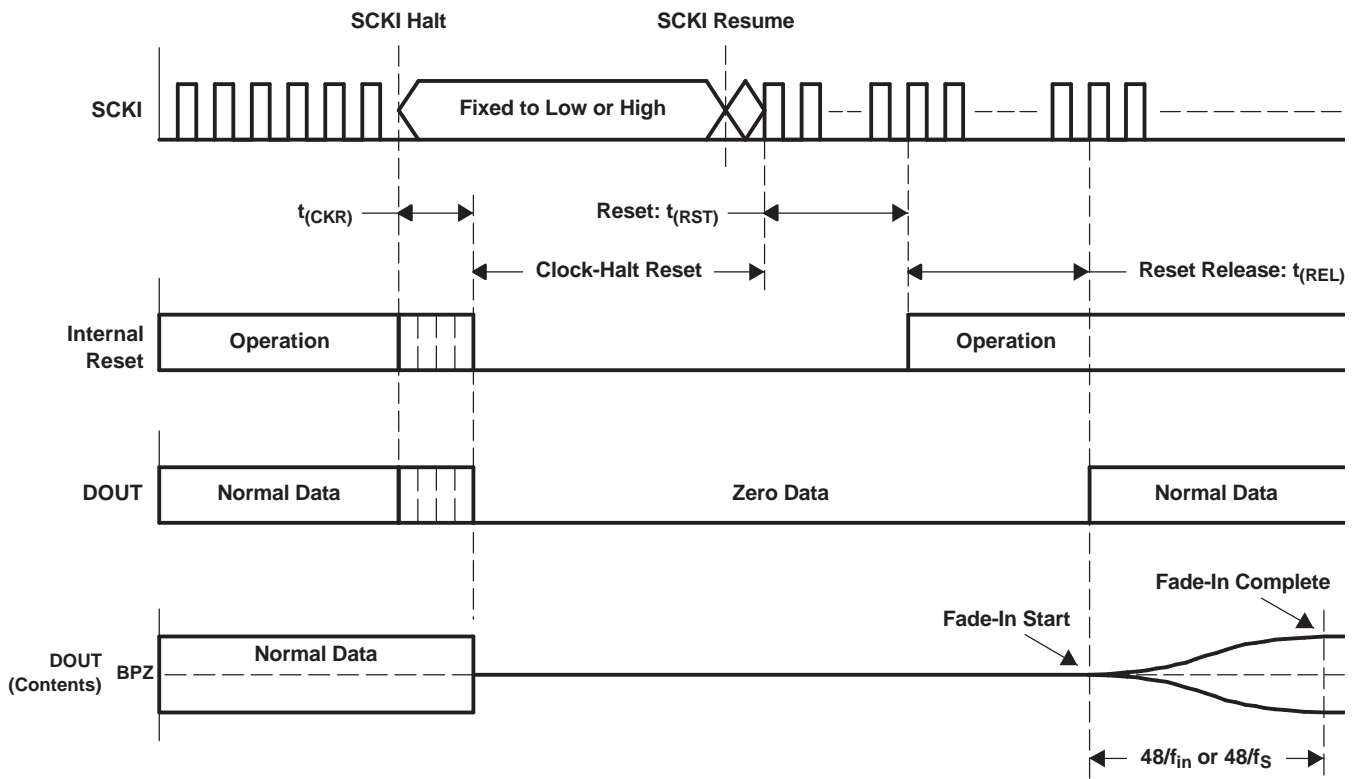 SCKI Halt
SCKI Resume
SCKI
Fixed to Low or High
t(CKR)
Reset: t(RST)
Clock-Halt Reset
Reset Release: t(REL)
Internal
Reset
Operation
Operation
DOUT
Normal Data
Zero Data
Normal Data
Fade-In Complete
Fade-In Start
DOUT
(Contents)
BPZ
Normal Data
48/fin or 48/fS